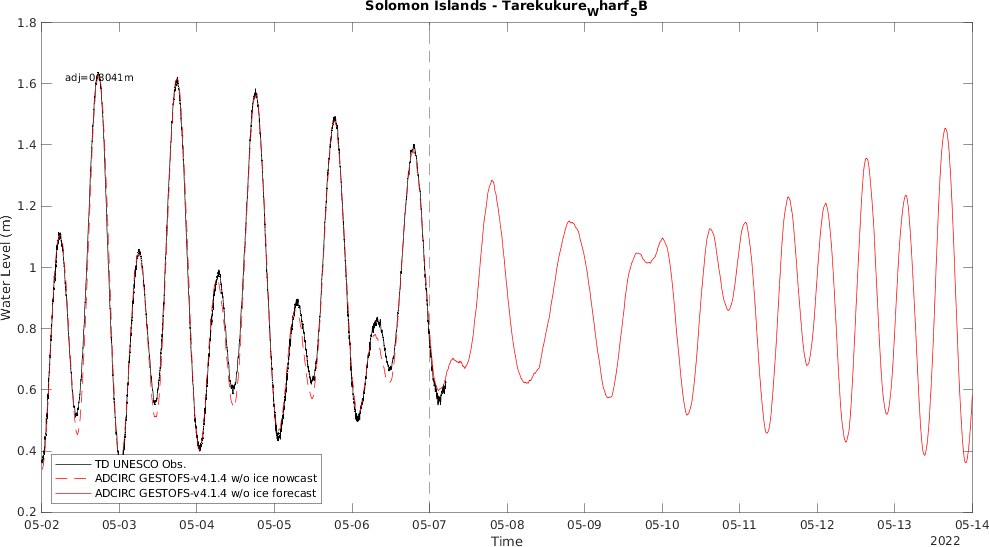 Solomon Islands - TarekukureWharfSB
1.8
1.6
1.4
1.2
1
0.8
0.6
0.4
0.2
Water Level (m)
adj=0.3041m
TD UNESCO Obs.
ADCIRC GESTOFS-v4.1.4 w/o ice nowcast
ADCIRC GESTOFS-v4.1.4 w/o ice forecast
05-02 05-03 05-04 05-05 05-06 05-07 05-08 05-09 05-10 05-11 05-12 05-13 05-14
Time
2022